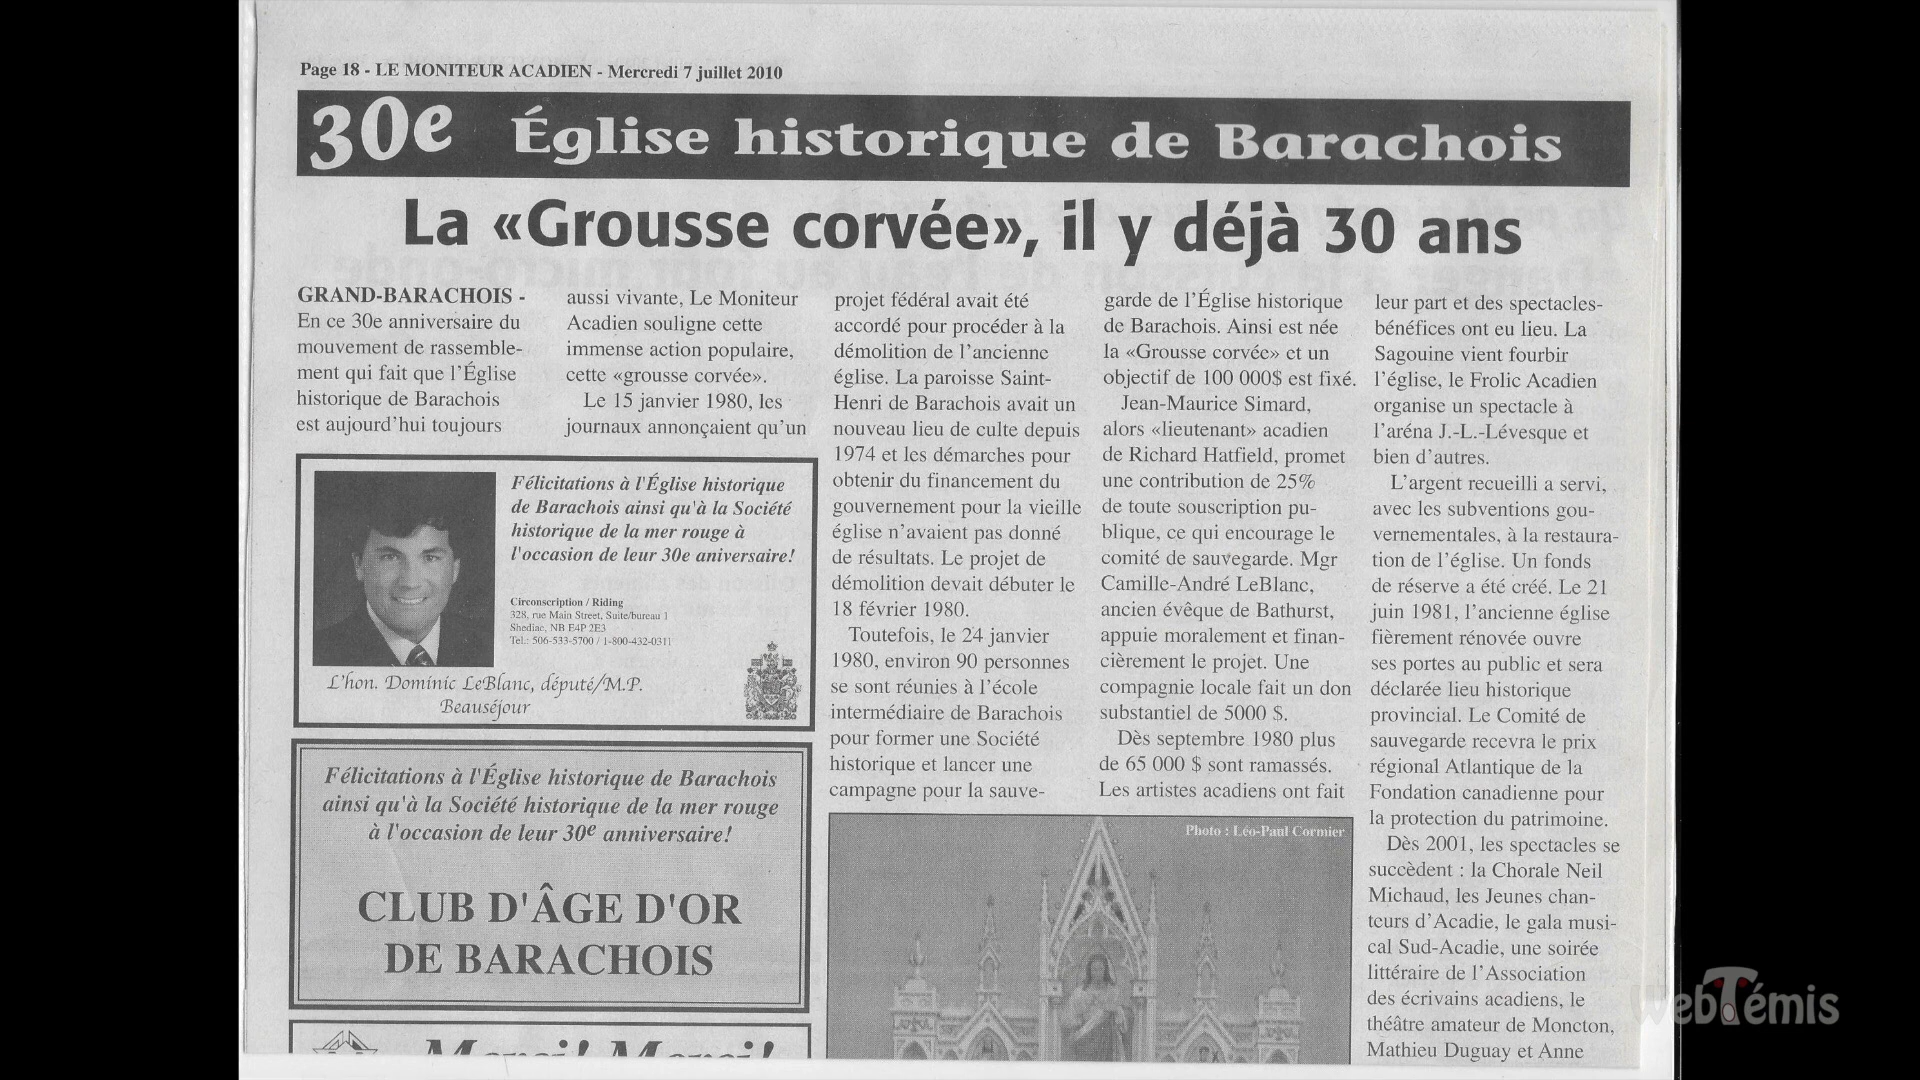 Page 18 - LE MONITEUR ACADIEN - Mercredi 7 juillet 2010
30e Église historique de Barachois
La «Grousse corvée», il y déjà 30 ans
GRAND-BARACHOIS -
En ce 30e anniversaire du
mouvement de rassemble-
ment qui fait que l'Église
historique de Barachois
est aujourd'hui toujours
aussi vivante, Le Moniteur
Acadien souligne cette
immense action populaire,
cette «grousse corvée».
Le 15 janvier 1980, les
journaux annonçaient qu'un
projet fédéral avait été
accordé pour procéder à la
démolition de l'ancienne
église. La paroisse Saint-
Henri de Barachois avait un
nouveau lieu de culte depuis
1974 et les démarches pour
obtenir du financement du
gouvernement pour la vieille
église n'avaient pas donné
de résultats. Le projet de
démolition devait débuter le
18 février 1980.
Toutefois, le 24 janvier
1980, environ 90 personnes
se sont réunies à l'école
intermédiaire de Barachois
pour former une Société
historique et lancer une
campagne pour la sauve-
garde de l'Église historique
de Barachois. Ainsi est née
la «Grousse corvée» et un
objectif de 100 000$ est fixé.
Jean-Maurice Simard,
alors «lieutenant» acadien
de Richard Hatfield, promet
une contribution de 25%
de toute souscription pu-
blique, ce qui encourage le
comité de sauvegarde. Mgr
Camille-André LeBlanc,
ancien évêque de Bathurst,
appuie moralement et finan-
cièrement le projet. Une
compagnie locale fait un don
substantiel de 5000 $.
Dès septembre 1980 plus
de 65 000 $ sont ramassés.
Les artistes acadiens ont fait
leur part et des spectacles-
bénéfices ont eu lieu. La
Sagouine vient fourbir
l'église, le Frolic Acadien
organise un spectacle à
l'aréna J.-L.-Lévesque et
bien d'autres.
L'argent recueilli a servi,
avec les subventions gou-
vernementales, à la restaura-
tion de l'église. Un fonds
de réserve a été créé. Le 21
juin 1981, l'ancienne église
fièrement rénovée ouvre
ses portes au public et sera
déclarée lieu historique
provincial. Le Comité de
sauvegarde recevra le prix
régional Atlantique de la
Fondation canadienne pour
la protection du patrimoine.
Dès 2001, les spectacles se
succèdent : la Chorale Neil
Michaud, les Jeunes chan-
teurs d'Acadie, le gala musi-
cal Sud-Acadie, une soirée
littéraire de l'Association
des écrivains acadiens, le
théâtre amateur de Moncton,
Mathieu Duguay et Anne
Félicitations à l'Église historique
de Barachois ainsi qu'à la Société
historique de la mer rouge à
l'occasion de leur 30e aniversaire!
Circonscription / Riding
328, rue Main Street, Suite/bureau 1
Shediac, NB E4P 2E3
Tel.: 506-533-5700 / 1-800-432-0311
L'hon. Dominic LeBlanc, député/M.P.
Beauséjour
Félicitations à l'Église historique de Barachois
ainsi qu'à la Société historique de la mer rouge
à l'occasion de leur 30e anniversaire!
CLUB D'ÂGE D'OR
DE BARACHOIS
Merci! Merci!
Photo : Léo-Paul Cormier
WebTémis